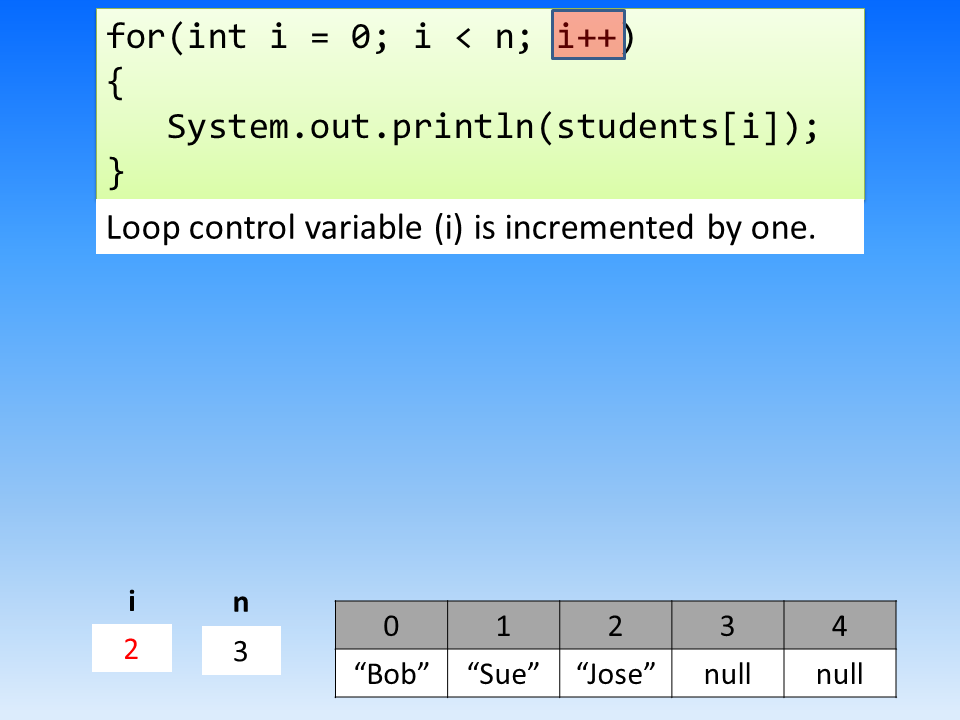 for(int i = 0; i < n; i++)
{
System.out.println(students[i]);
}
Loop control variable (i) is incremented by one.
i n
2 3
0 1 2 3 4
“Bob” “Sue” “Jose” null null